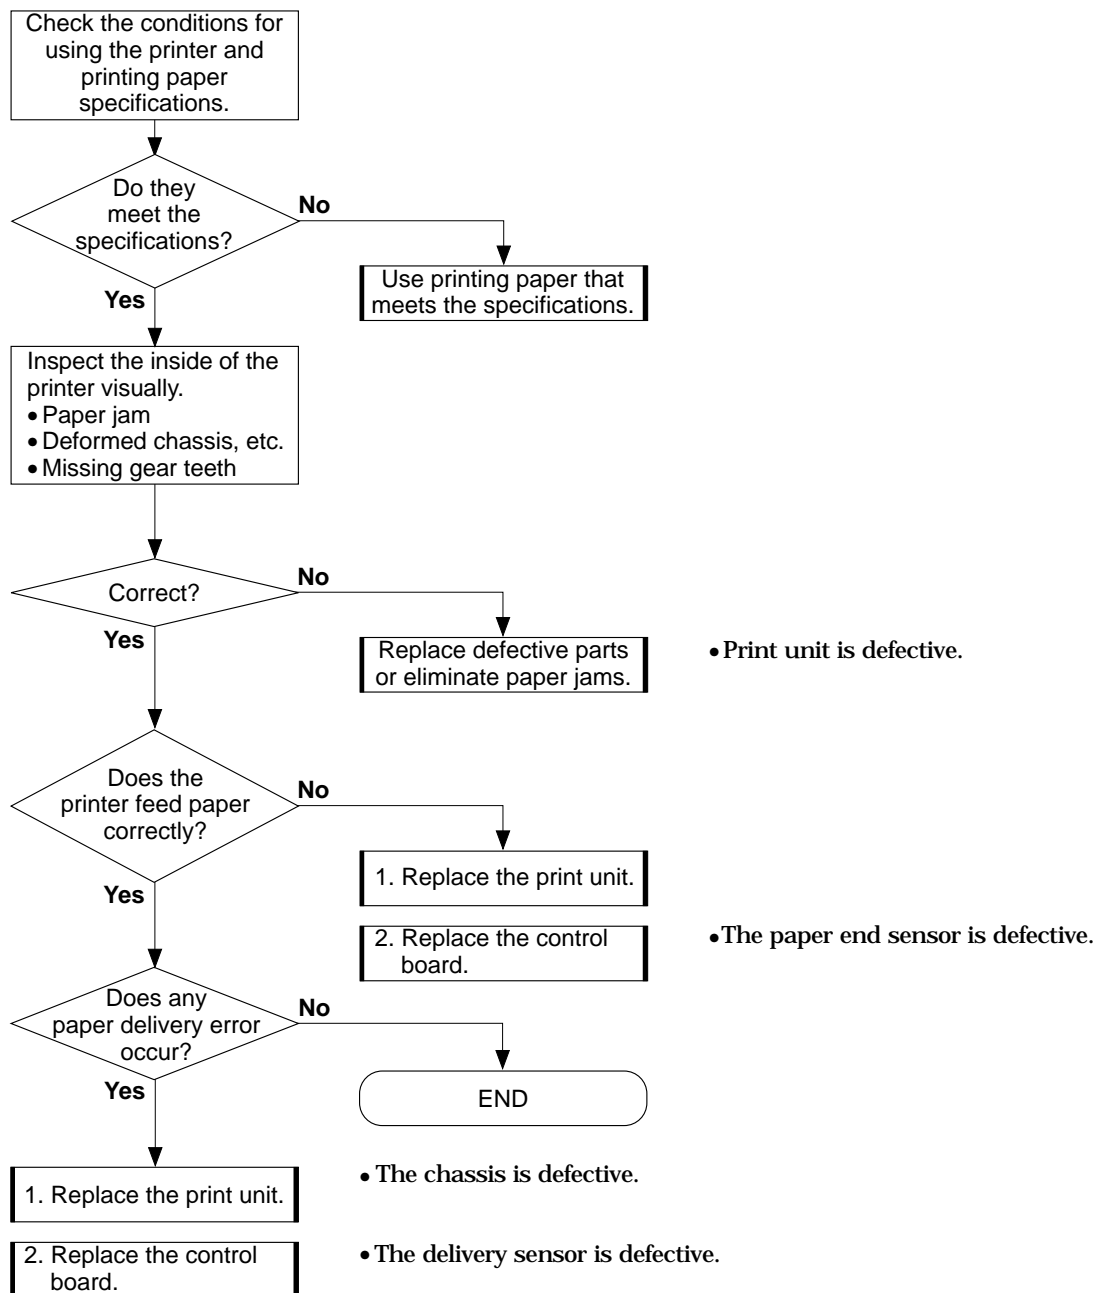 Check the conditions for
using the printer and
printing paper
specifications.
Do they
meet the
specifications?
No
Use printing paper that
meets the specifications.
Yes
Inspect the inside of the
printer visually.
• Paper jam
• Deformed chassis, etc.
• Missing gear teeth
Correct?
No
Yes
Replace defective parts
or eliminate paper jams.
• Print unit is defective.
Does the
printer feed paper
correctly?
No
1. Replace the print unit.
Yes
2. Replace the control
board.
• The paper end sensor is defective.
Does any
paper delivery error
occur?
No
END
Yes
1. Replace the print unit.
• The chassis is defective.
2. Replace the control
board.
• The delivery sensor is defective.